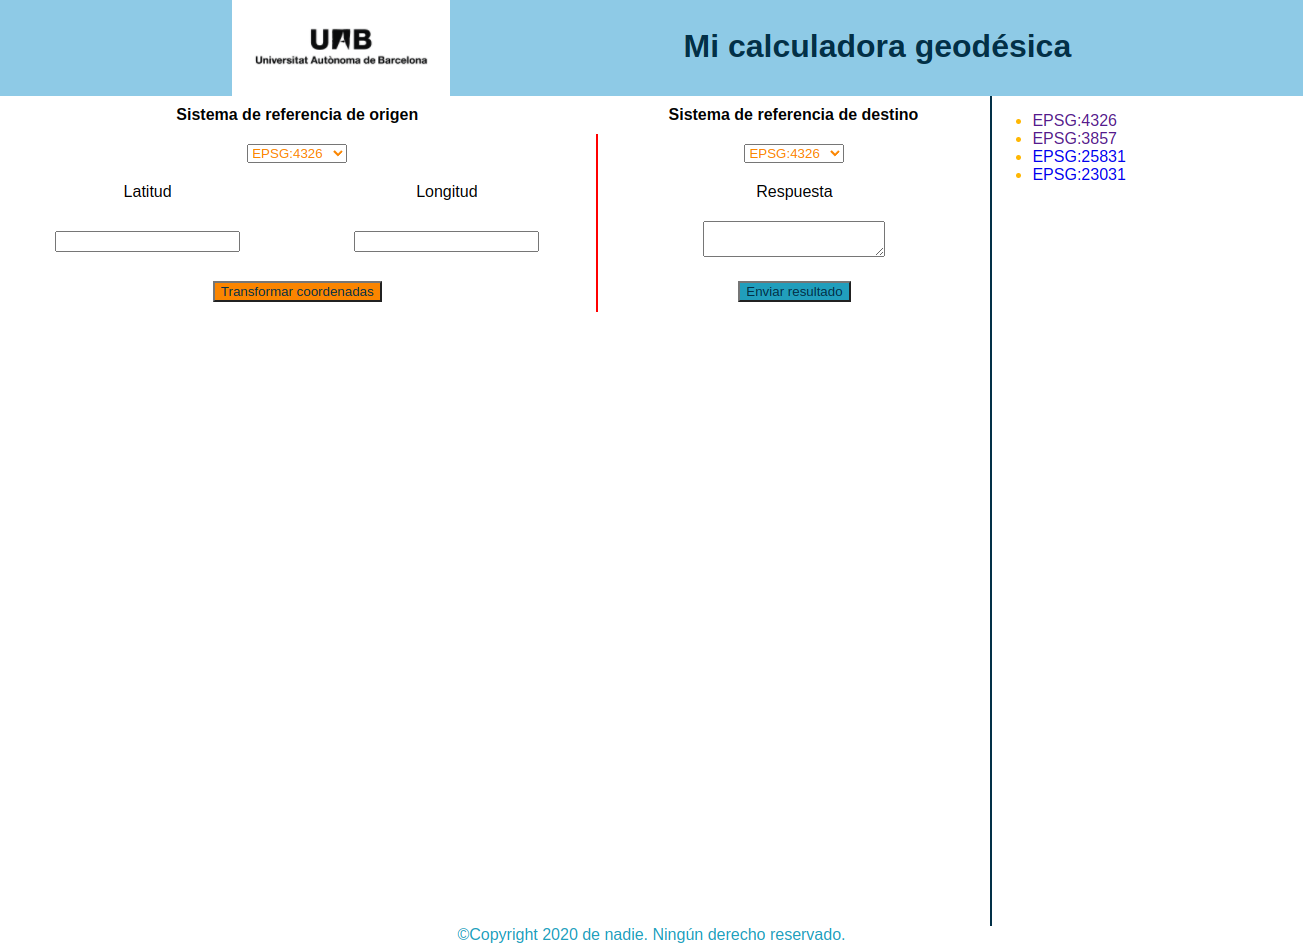 UAB
Universitat Autònoma de Barcelona
Mi calculadora geodésica
Sistema de referencia de origen
EPSG:4326
Latitud
Longitud
Transformar coordenadas
Sistema de referencia de destino
EPSG:4326
Respuesta
Enviar resultado
EPSG:4326
EPSG:3857
EPSG:25831
EPSG:23031
©Copyright 2020 de nadie. Ningún derecho reservado.